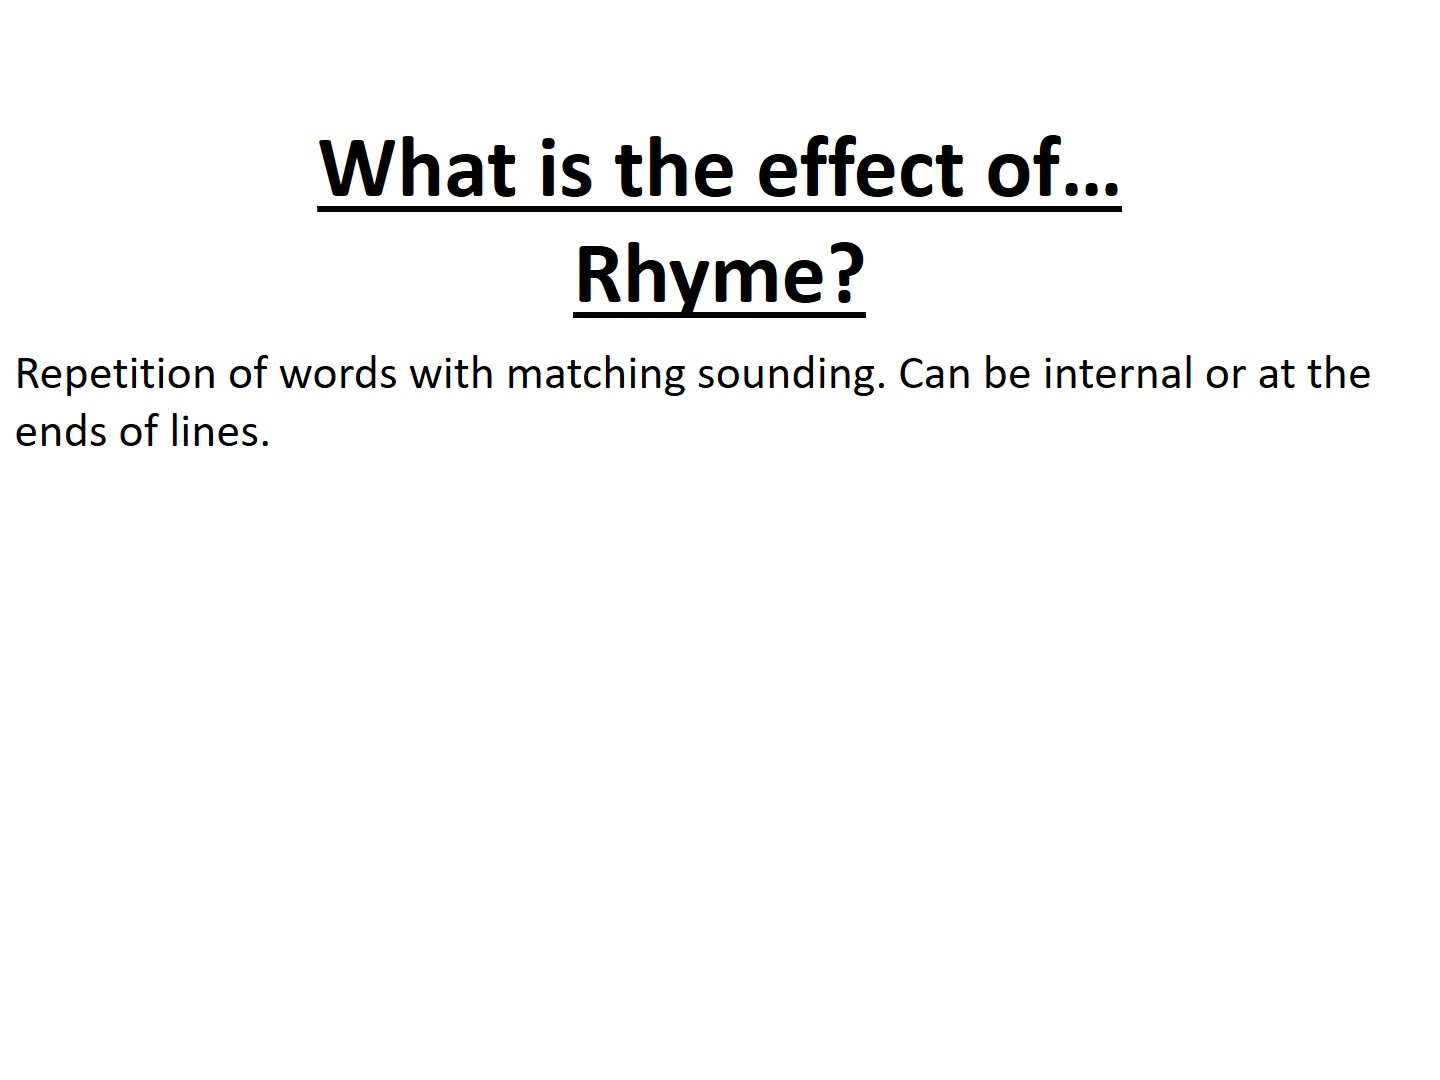 What is the effect of…
Rhyme?
Repetition of words with matching sounding. Can be internal or at the
ends of lines.